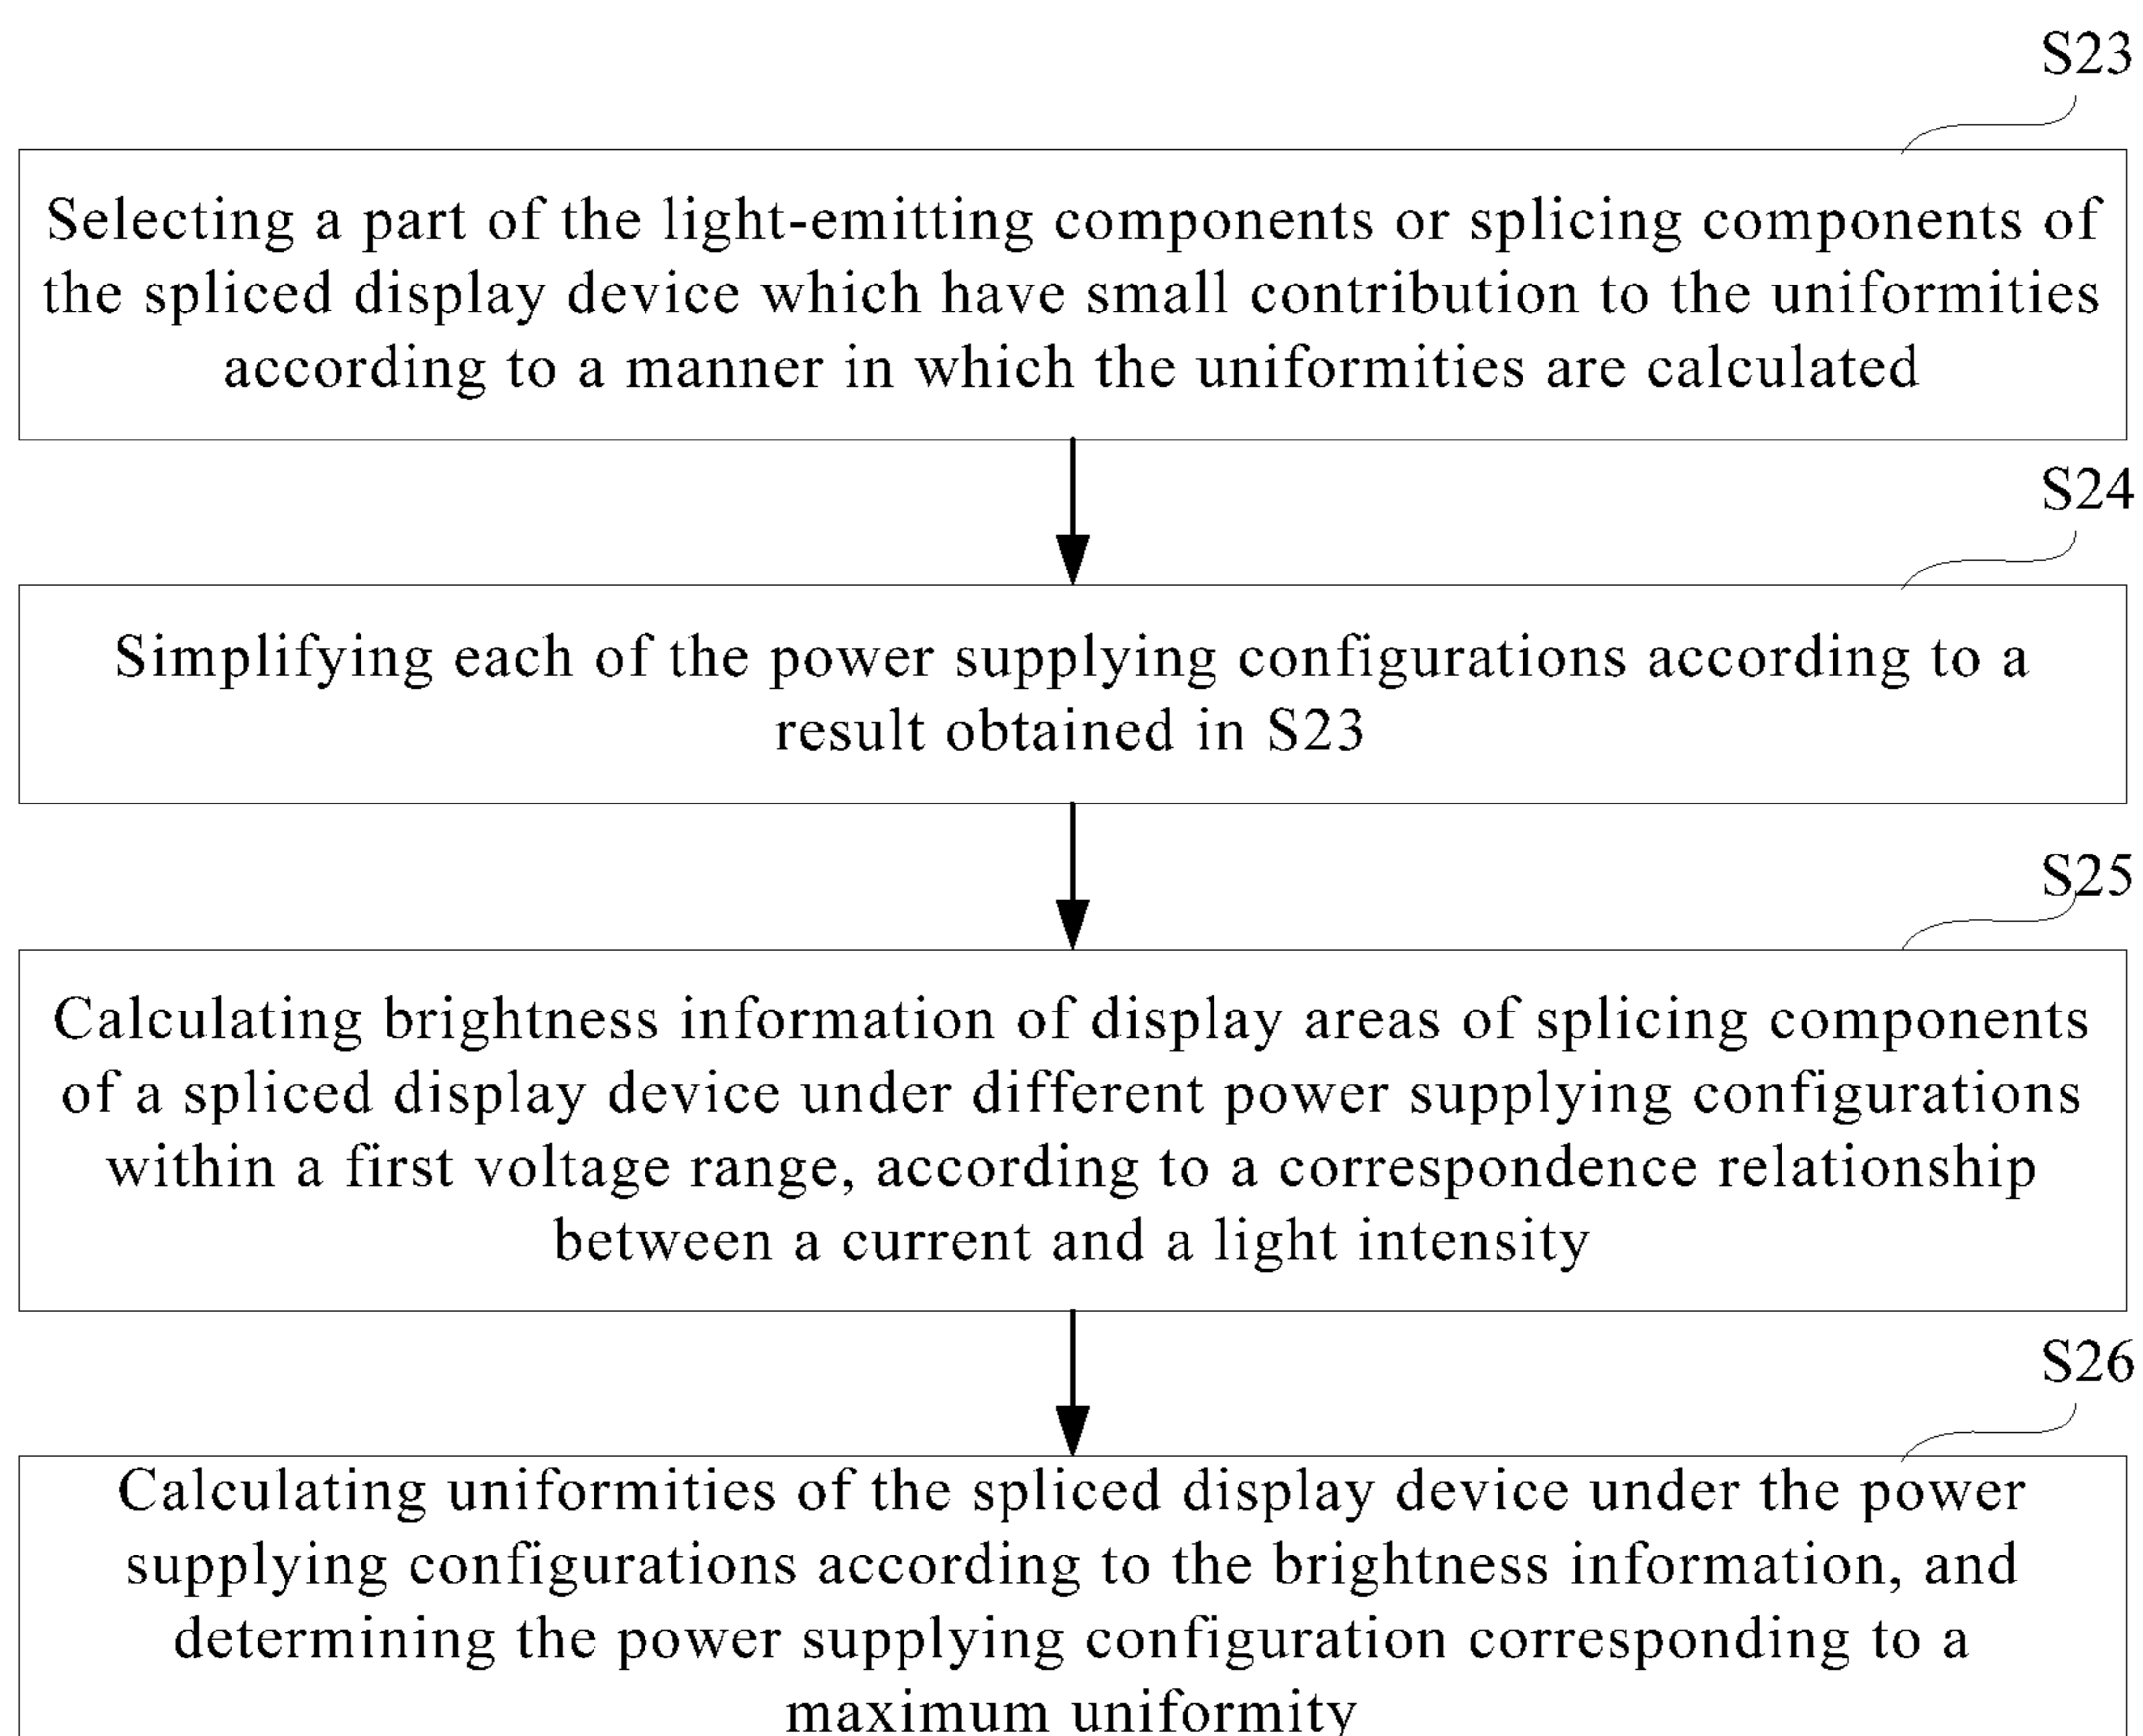 S23
Selecting a part of the light-emitting components or splicing components of
the spliced display device which have small contribution to the uniformities
according to a manner in which the uniformities are calculated
S24
Simplifying each of the power supplying configurations according to a
result obtained in S23
S25
Calculating brightness information of display areas of splicing components
of a spliced display device under different power supplying configurations
within a first voltage range, according to a correspondence relationship
between a current and a light intensity
S26
Calculating uniformities of the spliced display device under the power
supplying configurations according to the brightness information, and
determining the power supplying configuration corresponding to a
maximum uniformity